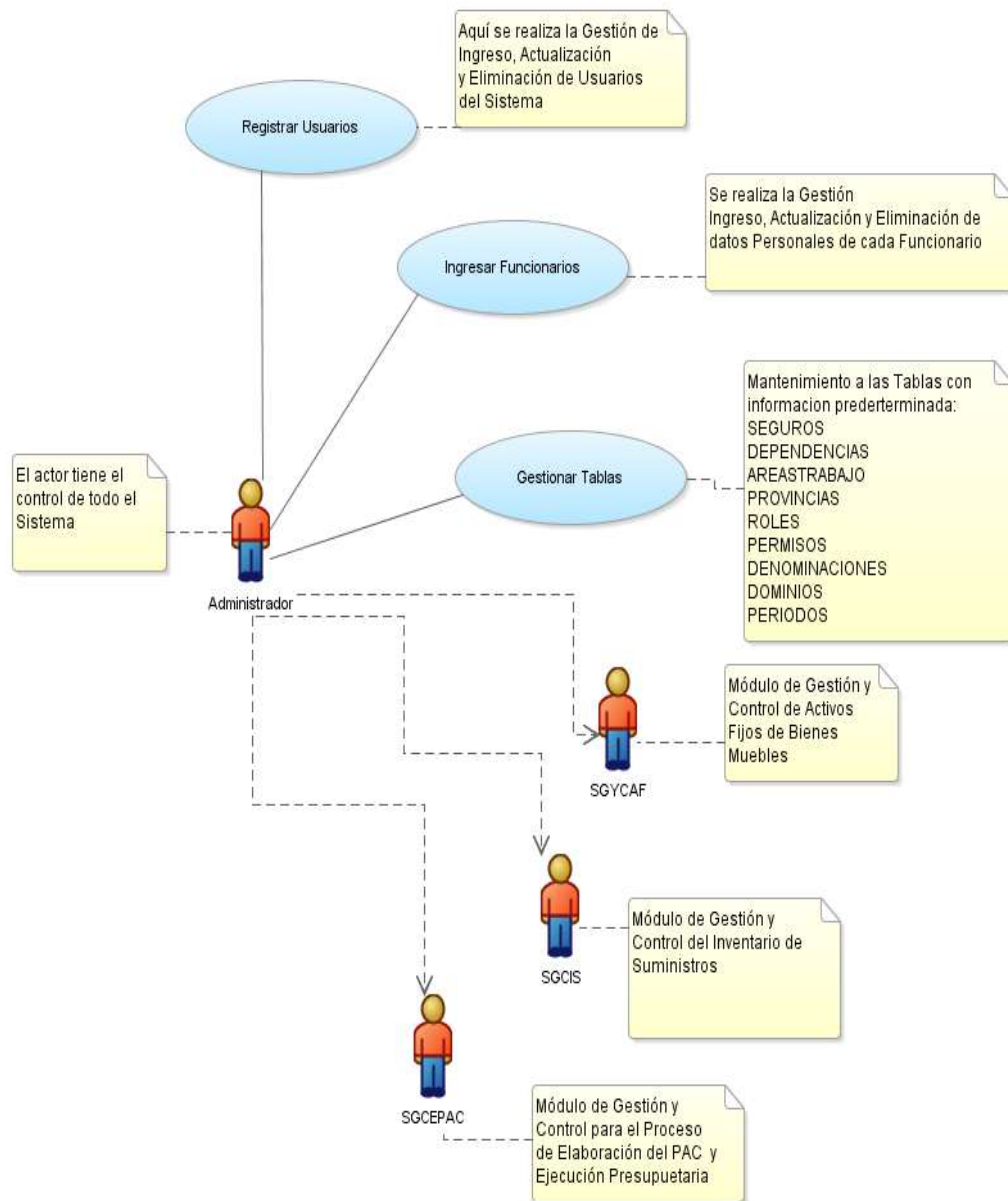 Aquí se realiza la Gestión de
Ingreso, Actualización
y Eliminación de Usuarios
del Sistema
Registrar Usuarios
Se realiza la Gestión
Ingreso, Actualización y Eliminación de
datos Personales de cada Funcionario
Ingresar Funcionarios
Mantenimiento a las Tablas con
informacion prederterminada:
SEGUROS
DEPENDENCIAS
AREASTRABAJO
PROVINCIAS
ROLES
PERMISOS
DENOMINACIONES
DOMINIOS
PERIODOS
Gestionar Tablas
El actor tiene el
control de todo el
Sistema
Administrador
Módulo de Gestión y
Control de Activos
Fijos de Bienes
Muebles
SGYCAF
Módulo de Gestión y
Control del Inventario de
Suministros
SGCIS
SGCEPAC
Módulo de Gestión y
Control para el Proceso
de Elaboración del PAC y
Ejecución Presupuetaria